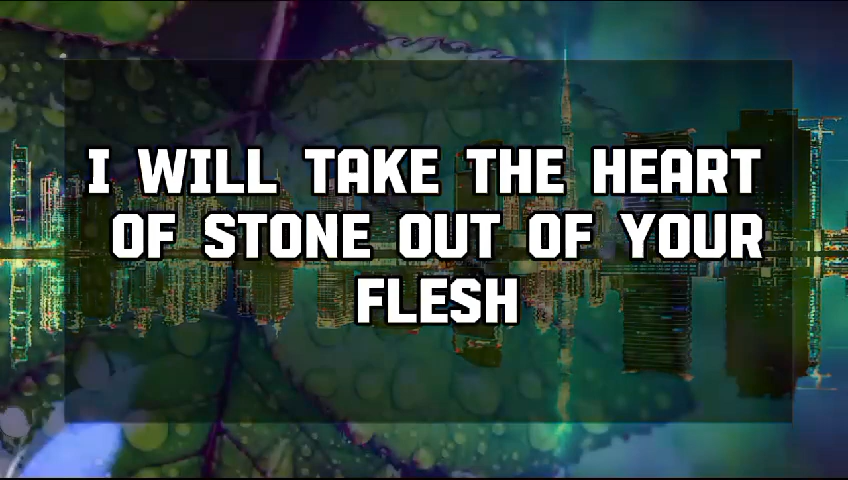 I WILL TAKE THE HEART
OF STONE OUT OF YOUR
FLESH